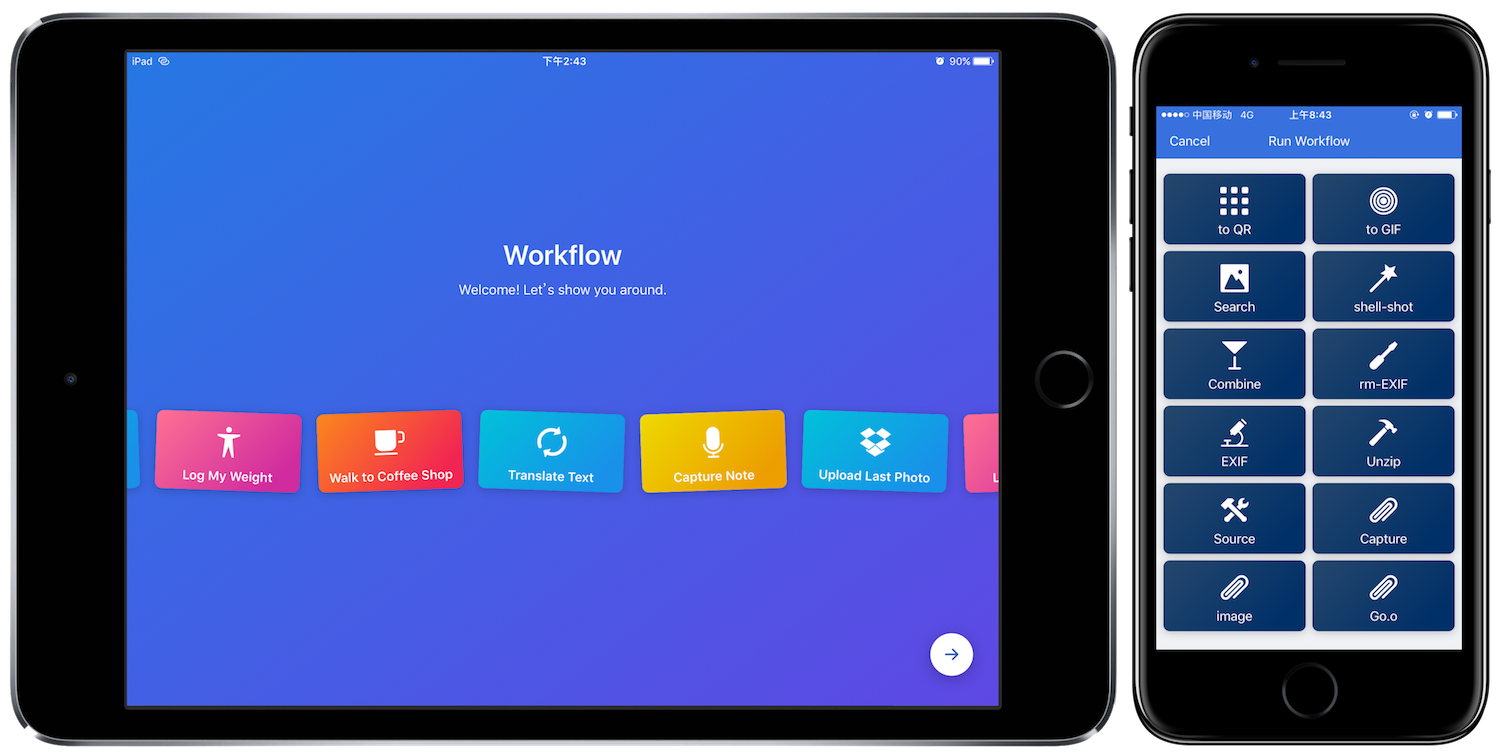 iPad
下午2:43
90%
Workflow
Welcome! Let's show you around.
Log My Weight
Walk to Coffee Shop
Translate Text
Capture Note
Upload Last Photo
L
中国移动 4G
上午8:43
Cancel
Run Workflow
to QR
to GIF
Search
shell-shot
Combine
rm-EXIF
EXIF
Unzip
Source
Capture
image
Go.o